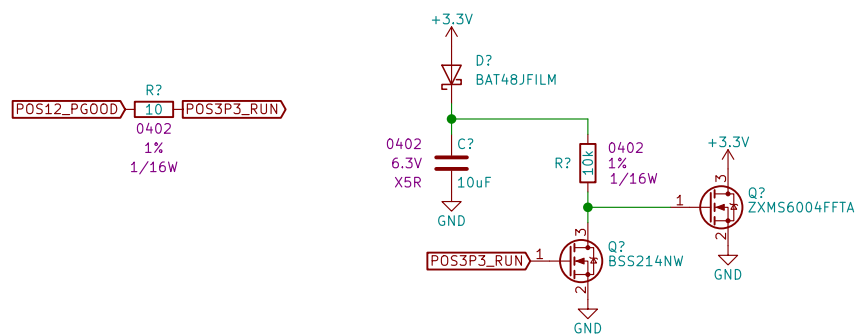 +3.3V
D?
BAT48JFILM
R?
POS12_PGOOD
10
POS3P3_RUN
0402
1%
1/16W
0402
6.3V
X5R
C?
10uF
GND
R?
10k
0402
1%
1/16W
+3.3V
3
1
Q?
ZXMS6004FFTA
2
GND
POS3P3_RUN
1
3
Q?
BSS214NW
2
GND